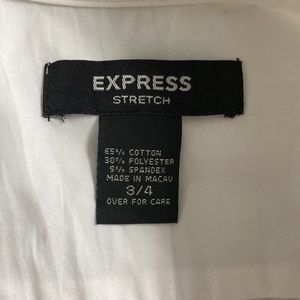 EXPRESS
STRETCH
65% COTTON
30% POLYESTER
5% SPANDEX
MADE IN MACAU
3/4
OVER FOR CARE